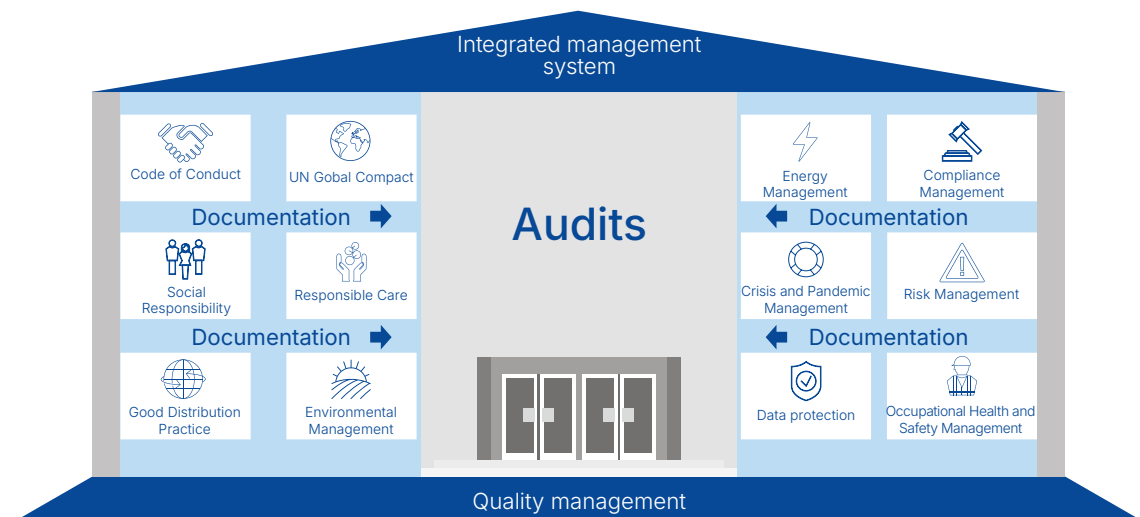 Integrated management
system
Code of Conduct
UN Gobal Compact
Energy
Management
Compliance
Management
Documentation
Audits
Documentation
Social
Responsibility
Responsible Care
Crisis and Pandemic
Management
Risk Management
Documentation
Documentation
Good Distribution
Practice
Environmental
Management
Data protection
Occupational Health and
Safety Management
Quality management